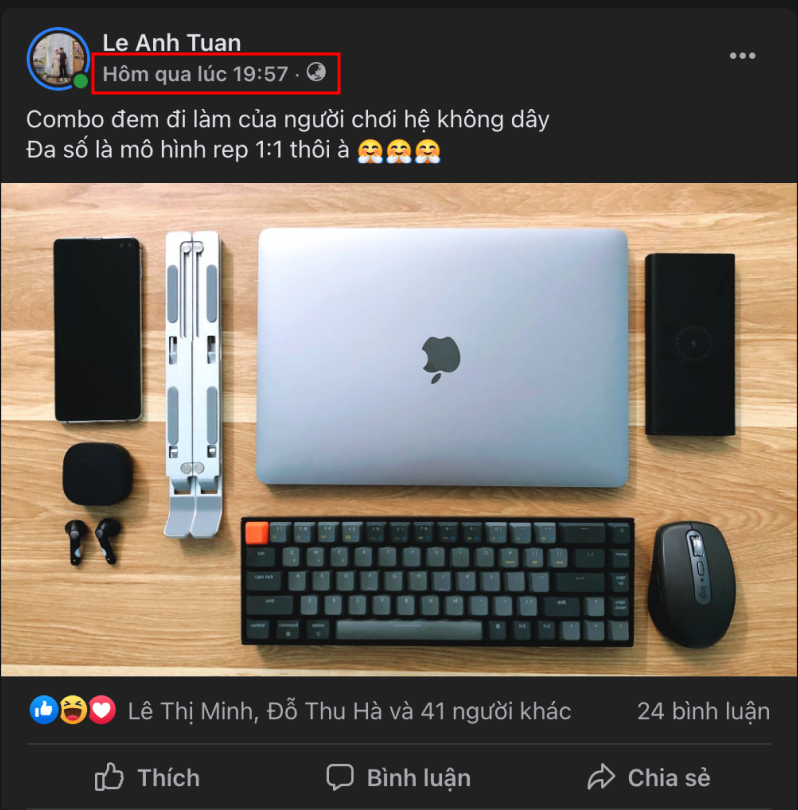 Le Anh Tuan
Hôm qua lúc 19:57 ·
Combo đem đi làm của người chơi hệ không dây
Đa số là mô hình rep 1:1 thôi à 🤗🤗🤗
Lê Thị Minh, Đỗ Thu Hà và 41 người khác
24 bình luận
Thích
Bình luận
Chia sẻ